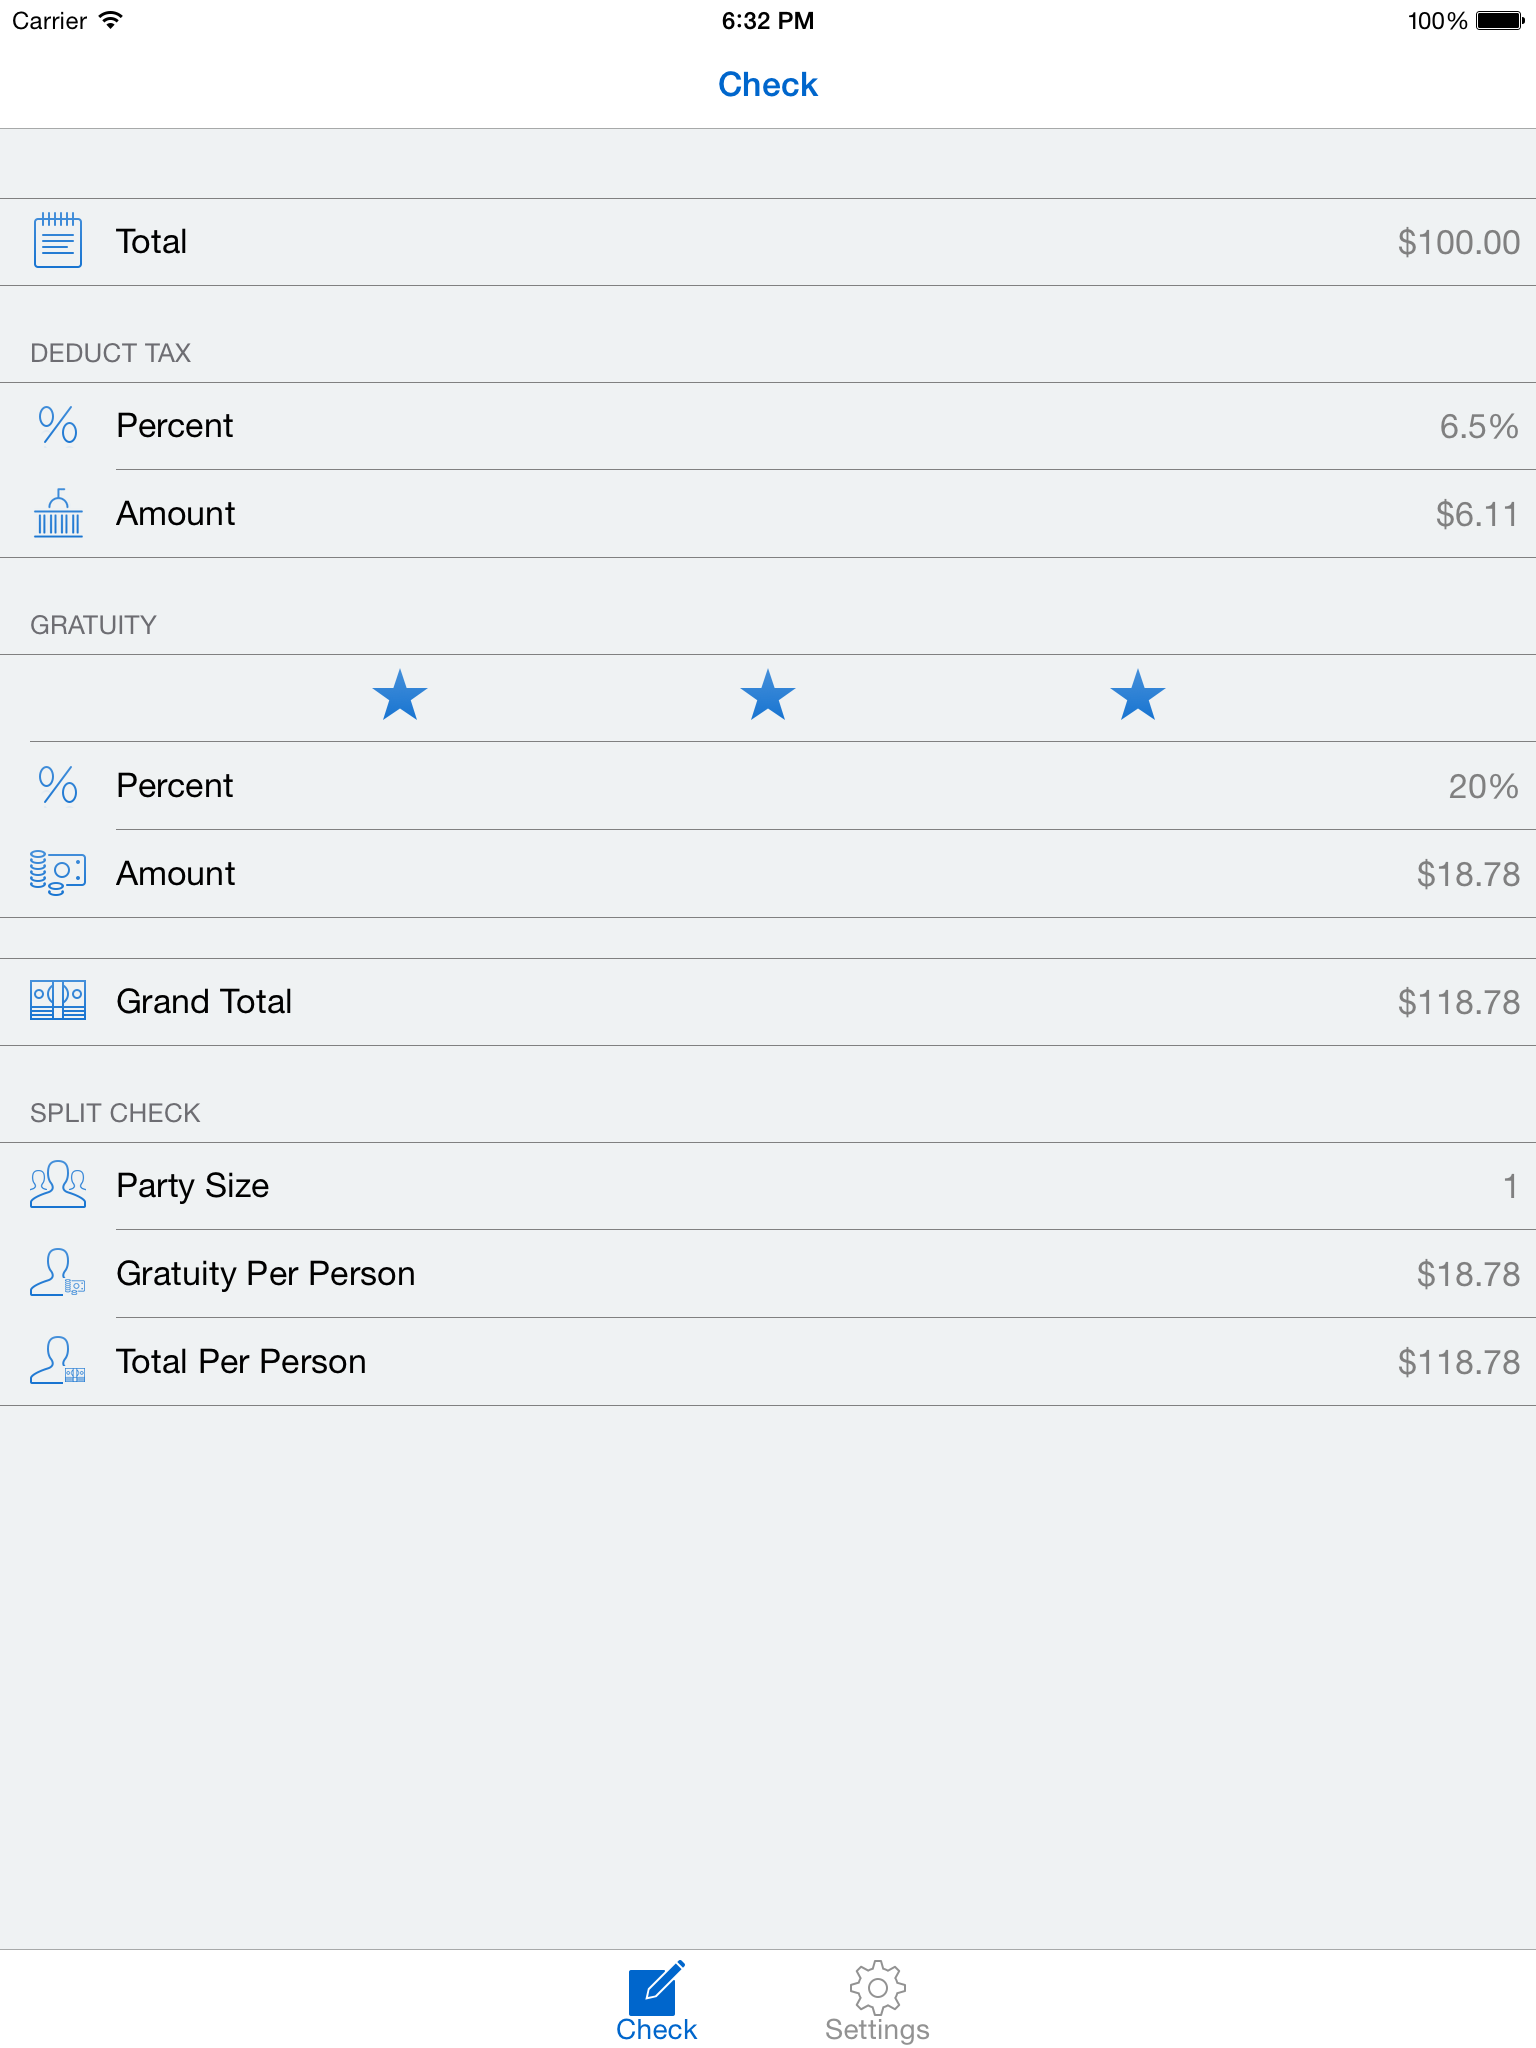 Carrier 6:32 PM 100%
Check
Total $100.00
DEDUCT TAX
Percent 6.5%
Amount $6.11
GRATUITY
Percent 20%
Amount $18.78
Grand Total $118.78
SPLIT CHECK
Party Size 1
Gratuity Per Person $18.78
Total Per Person $118.78
Check Settings